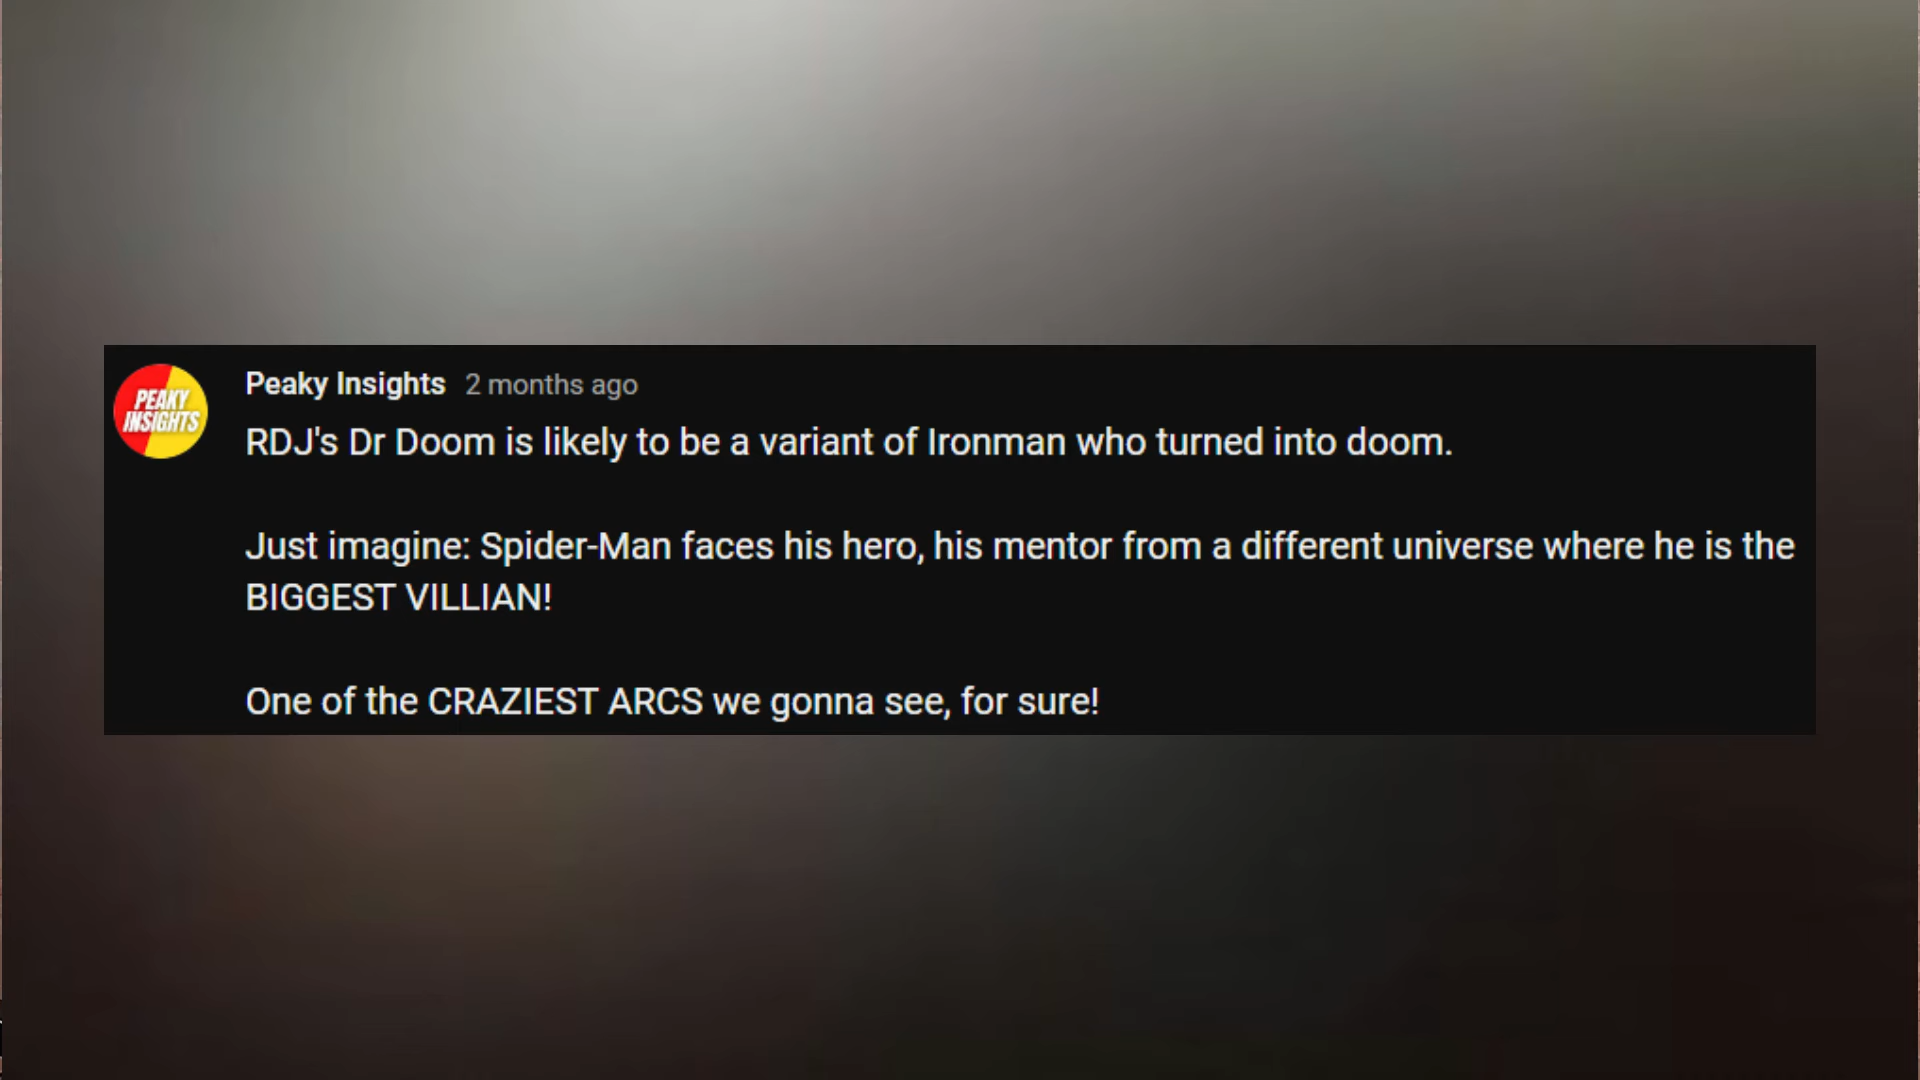 PEAKY
INSIGHTS
Peaky Insights 2 months ago
RDJ's Dr Doom is likely to be a variant of Ironman who turned into doom.
Just imagine: Spider-Man faces his hero, his mentor from a different universe where he is the
BIGGEST VILLIAN!
One of the CRAZIEST ARCS we gonna see, for sure!